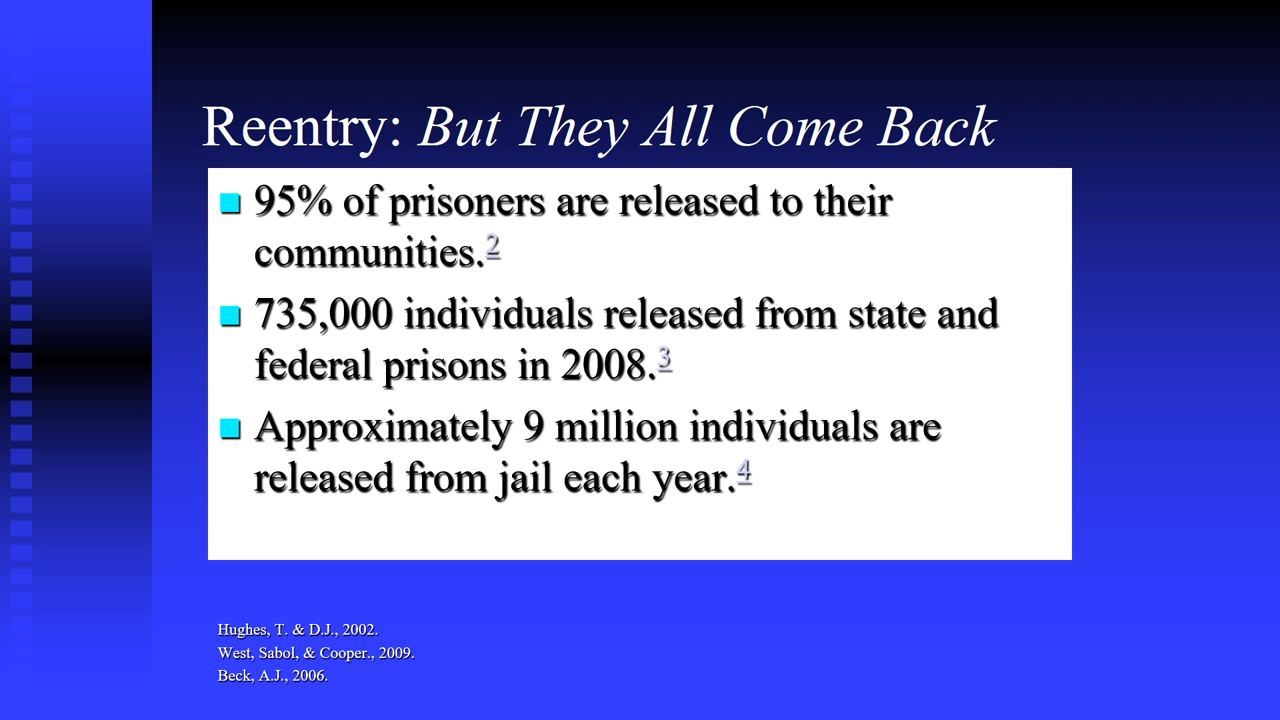 Reentry: But They All Come Back
95% of prisoners are released to their
communities.2
735,000 individuals released from state and
federal prisons in 2008.3
Approximately 9 million individuals are
released from jail each year.4
Hughes, T. & D.J., 2002.
West, Sabol, & Cooper., 2009.
Beck, A.J., 2006.